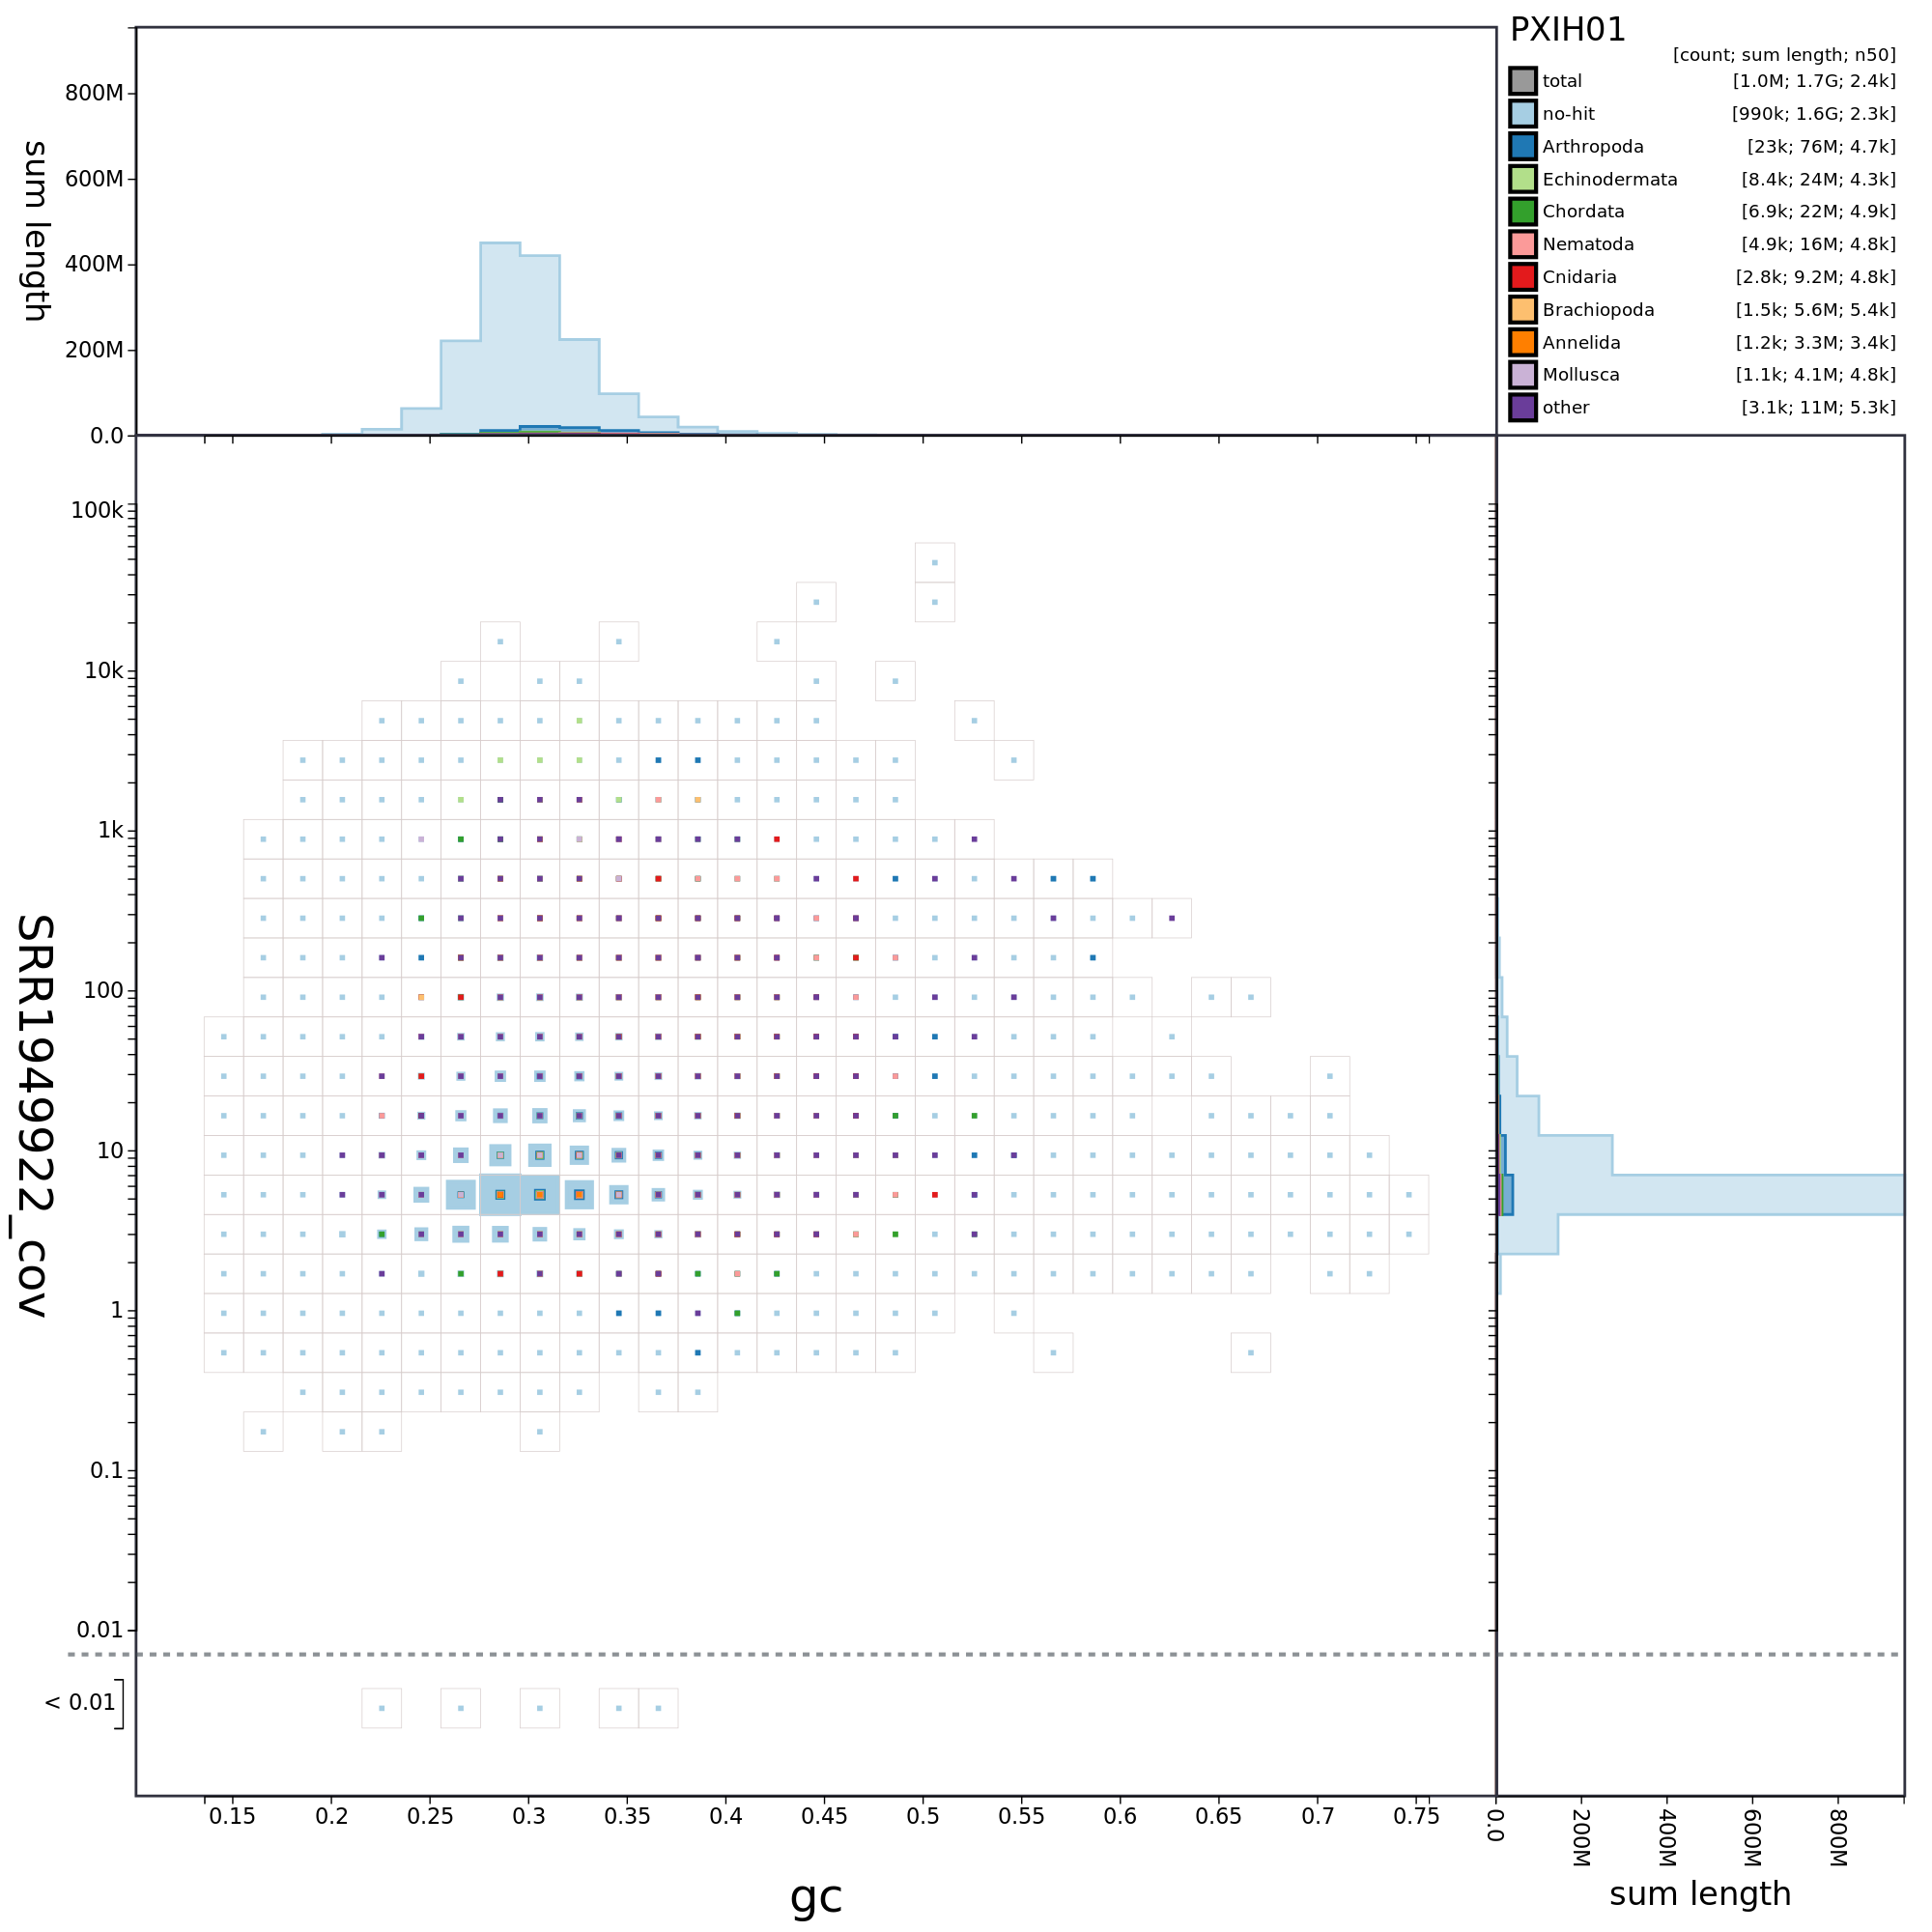 PXIH01
[count; sum length; n50]
total [1.0M; 1.7G; 2.4k]
no-hit [990k; 1.6G; 2.3k]
Arthropoda [23k; 76M; 4.7k]
Echinodermata [8.4k; 24M; 4.3k]
Chordata [6.9k; 22M; 4.9k]
Nematoda [4.9k; 16M; 4.8k]
Cnidaria [2.8k; 9.2M; 4.8k]
Brachiopoda [1.5k; 5.6M; 5.4k]
Annelida [1.2k; 3.3M; 3.4k]
Mollusca [1.1k; 4.1M; 4.8k]
other [3.1k; 11M; 5.3k]
sum length
800M
600M
400M
200M
0.0
SRR1949922_cov
100k
10k
1k
100
10
1
0.1
0.01
< 0.01
0.15 0.2 0.25 0.3 0.35 0.4 0.45 0.5 0.55 0.6 0.65 0.7 0.75
gc
0.0 200M 400M 600M 800M
sum length